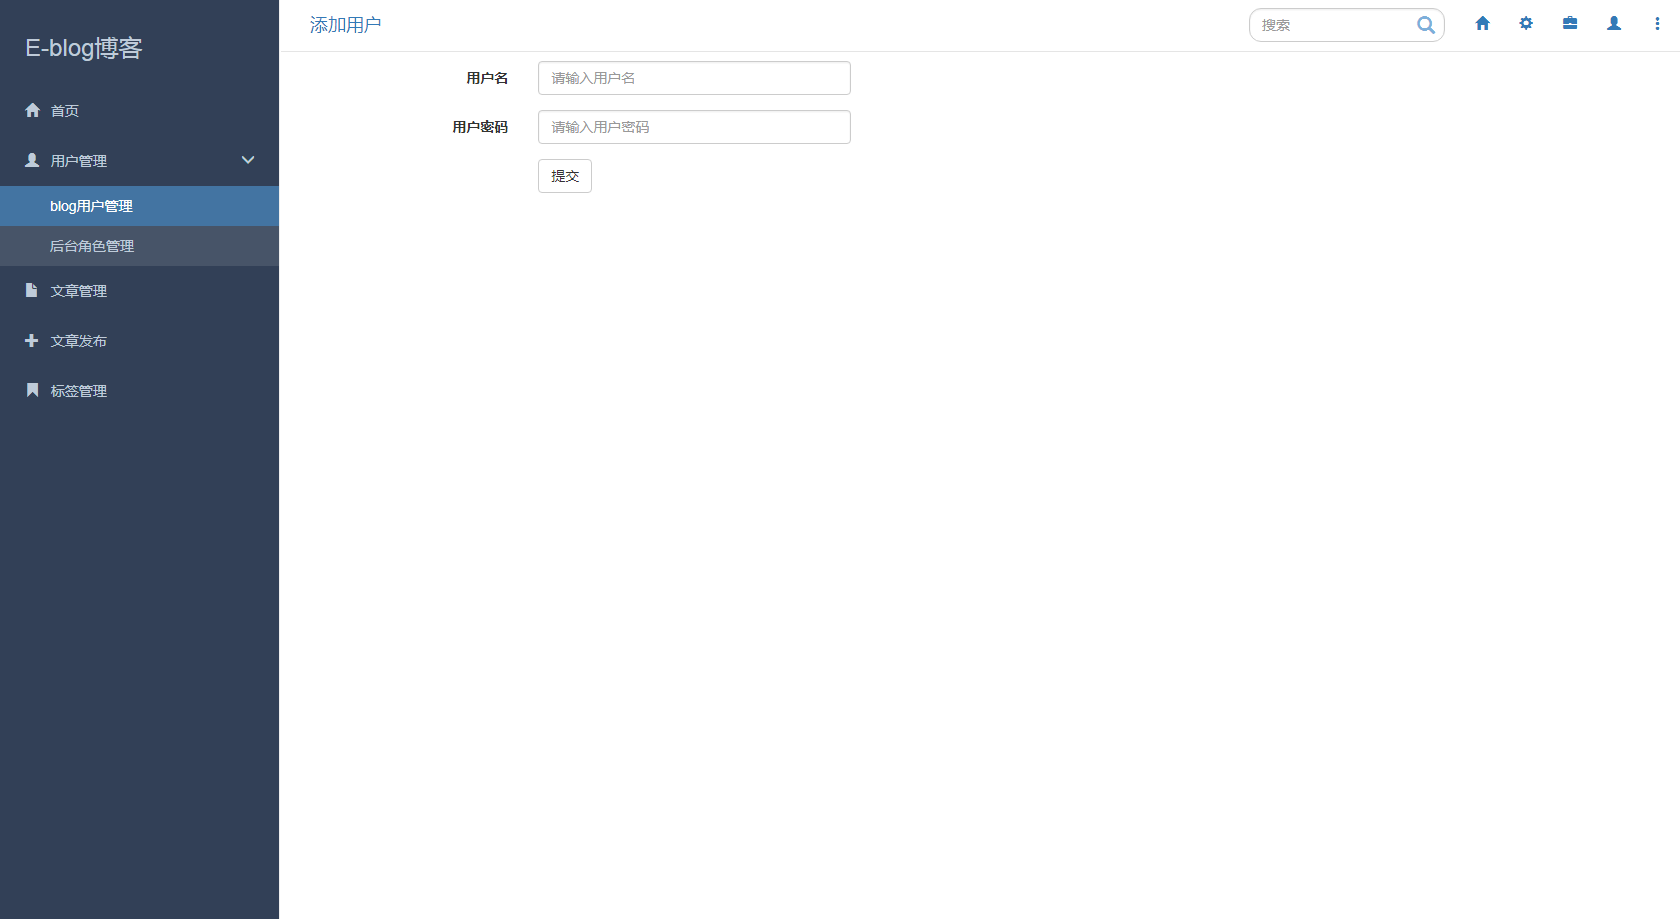 E-blog博客
首页
用户管理
blog用户管理
后台角色管理
文章管理
文章发布
标签管理
添加用户
搜索
用户名
请输入用户名
用户密码
请输入用户密码
提交